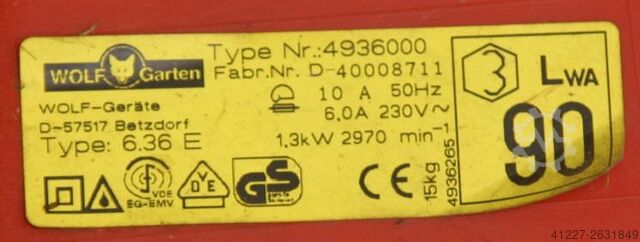 WOLF Garten
Type Nr.:4936000
Fabr.Nr. D-40008711
WOLF-Geräte
D-57517 Betzdorf
Type: 6.36 E
10 A 50Hz
6.0A 230V~
1.3kW 2970 min⁻¹
VDE
EG-EMV
VDE
GS
CE
15kg
4936265
3
LWA
90
41227-2631849